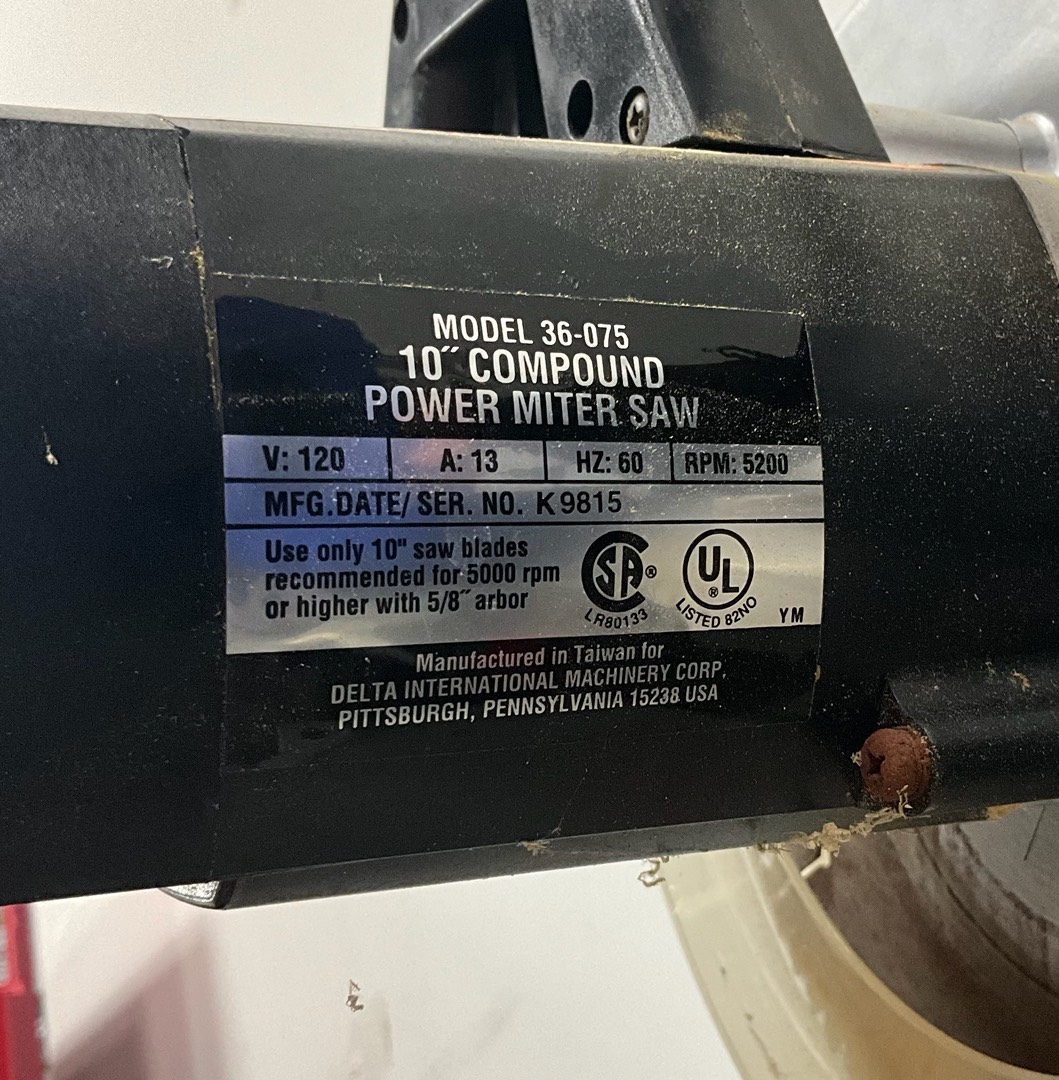 MODEL 36-075
10" COMPOUND
POWER MITER SAW
V: 120 A: 13 HZ: 60 RPM: 5200
MFG.DATE/ SER. NO. K9815
Use only 10" saw blades
recommended for 5000 rpm
or higher with 5/8" arbor
SA®
LR80133
UL
®
LISTED 82NO
YM
Manufactured in Taiwan for
DELTA INTERNATIONAL MACHINERY CORP.
PITTSBURGH, PENNSYLVANIA 15238 USA